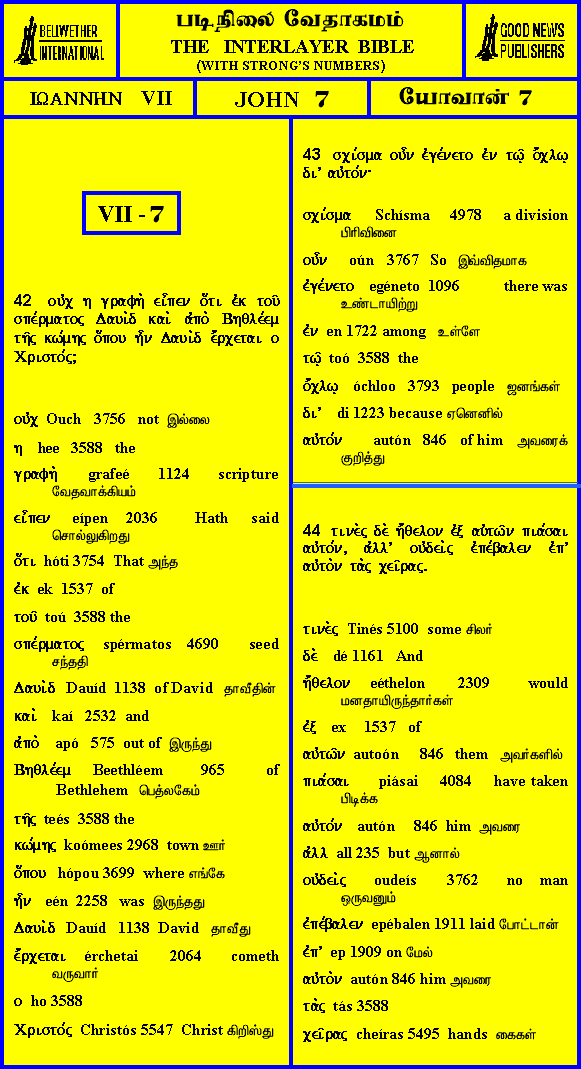 BELLWETHER
INTERNATIONAL
படிநிலை வேதாகமம்
THE INTERLAYER BIBLE
(WITH STRONG'S NUMBERS)
GOOD NEWS
PUBLISHERS
ΙΩΑΝΝΗΝ VII
JOHN 7
யோவான் 7
VII - 7
42 οὐχ η γραφὴ εἶπεν ὅτι ἐκ τοῦ
σπέρματος Δαυὶδ καὶ ἀπὸ Βηθλέεμ
τῆς κώμης ὅπου ἦν Δαυὶδ ἔρχεται ο
Χριστός;
οὐχ Ouch 3756 not இல்லை
η hee 3588 the
γραφὴ grafeé 1124 scripture
வேதவாக்கியம்
εἶπεν eípen 2036 Hath said
சொல்லுகிறது
ὅτι hóti 3754 That அந்த
ἐκ ek 1537 of
τοῦ toú 3588 the
σπέρματος spérmatos 4690 seed
சந்ததி
Δαυὶδ Dauíd 1138 of David தாவீதின்
καὶ kaí 2532 and
ἀπὸ apó 575 out of இருந்து
Βηθλέεμ Beethléem 965 of
Bethlehem பெத்லகேம்
τῆς teés 3588 the
κώμης koómees 2968 town ஊர்
ὅπου hópou 3699 where எங்கே
ἦν eén 2258 was இருந்தது
Δαυὶδ Dauíd 1138 David தாவீது
ἔρχεται érchetai 2064 cometh
வருவார்
ο ho 3588
Χριστός Christós 5547 Christ கிறிஸ்து
43 σχίσμα οὖν ἐγένετο ἐν τῷ ὄχλῳ
δι' αὐτόν·
σχίσμα Schísma 4978 a division
பிரிவினை
οὖν oún 3767 So இவ்விதமாக
ἐγένετο egéneto 1096 there was
உண்டாயிற்று
ἐν en 1722 among உள்ளே
τῷ toó 3588 the
ὄχλῳ óchloo 3793 people ஜனங்கள்
δι' di 1223 because ஏனெனில்
αὐτόν autón 846 of him அவரைக்
குறித்து
44 τινὲς δὲ ἤθελον ἐξ αὐτῶν πιάσαι
αὐτόν, ἀλλ' οὐδεὶς ἐπέβαλεν ἐπ'
αὐτὸν τὰς χεῖρας.
τινὲς Tinés 5100 some சிலர்
δὲ dé 1161 And
ἤθελον eéthelon 2309 would
மனதாயிருந்தார்கள்
ἐξ ex 1537 of
αὐτῶν autoón 846 them அவர்களில்
πιάσαι piásai 4084 have taken
பிடிக்க
αὐτόν autón 846 him அவரை
ἀλλ all 235 but ஆனால்
οὐδεὶς oudeís 3762 no man
ஒருவனும்
ἐπέβαλεν epébalen 1911 laid போட்டான்
ἐπ' ep 1909 on மேல்
αὐτὸν autón 846 him அவரை
τὰς tás 3588
χεῖρας cheíras 5495 hands கைகள்